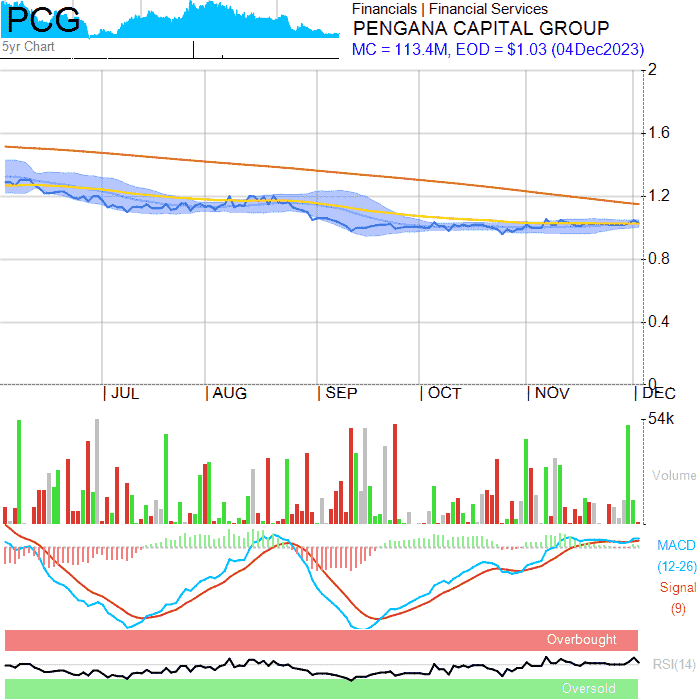 PCG
5yr Chart
Financials | Financial Services
PENGANA CAPITAL GROUP
MC = 113.4M, EOD = $1.03 (04Dec2023)
2
1.6
1.2
0.8
0.4
0
JUL AUG SEP OCT NOV DEC
54k
Volume
MACD
(12-26)
Signal
(9)
Overbought
RSI(14)
Oversold